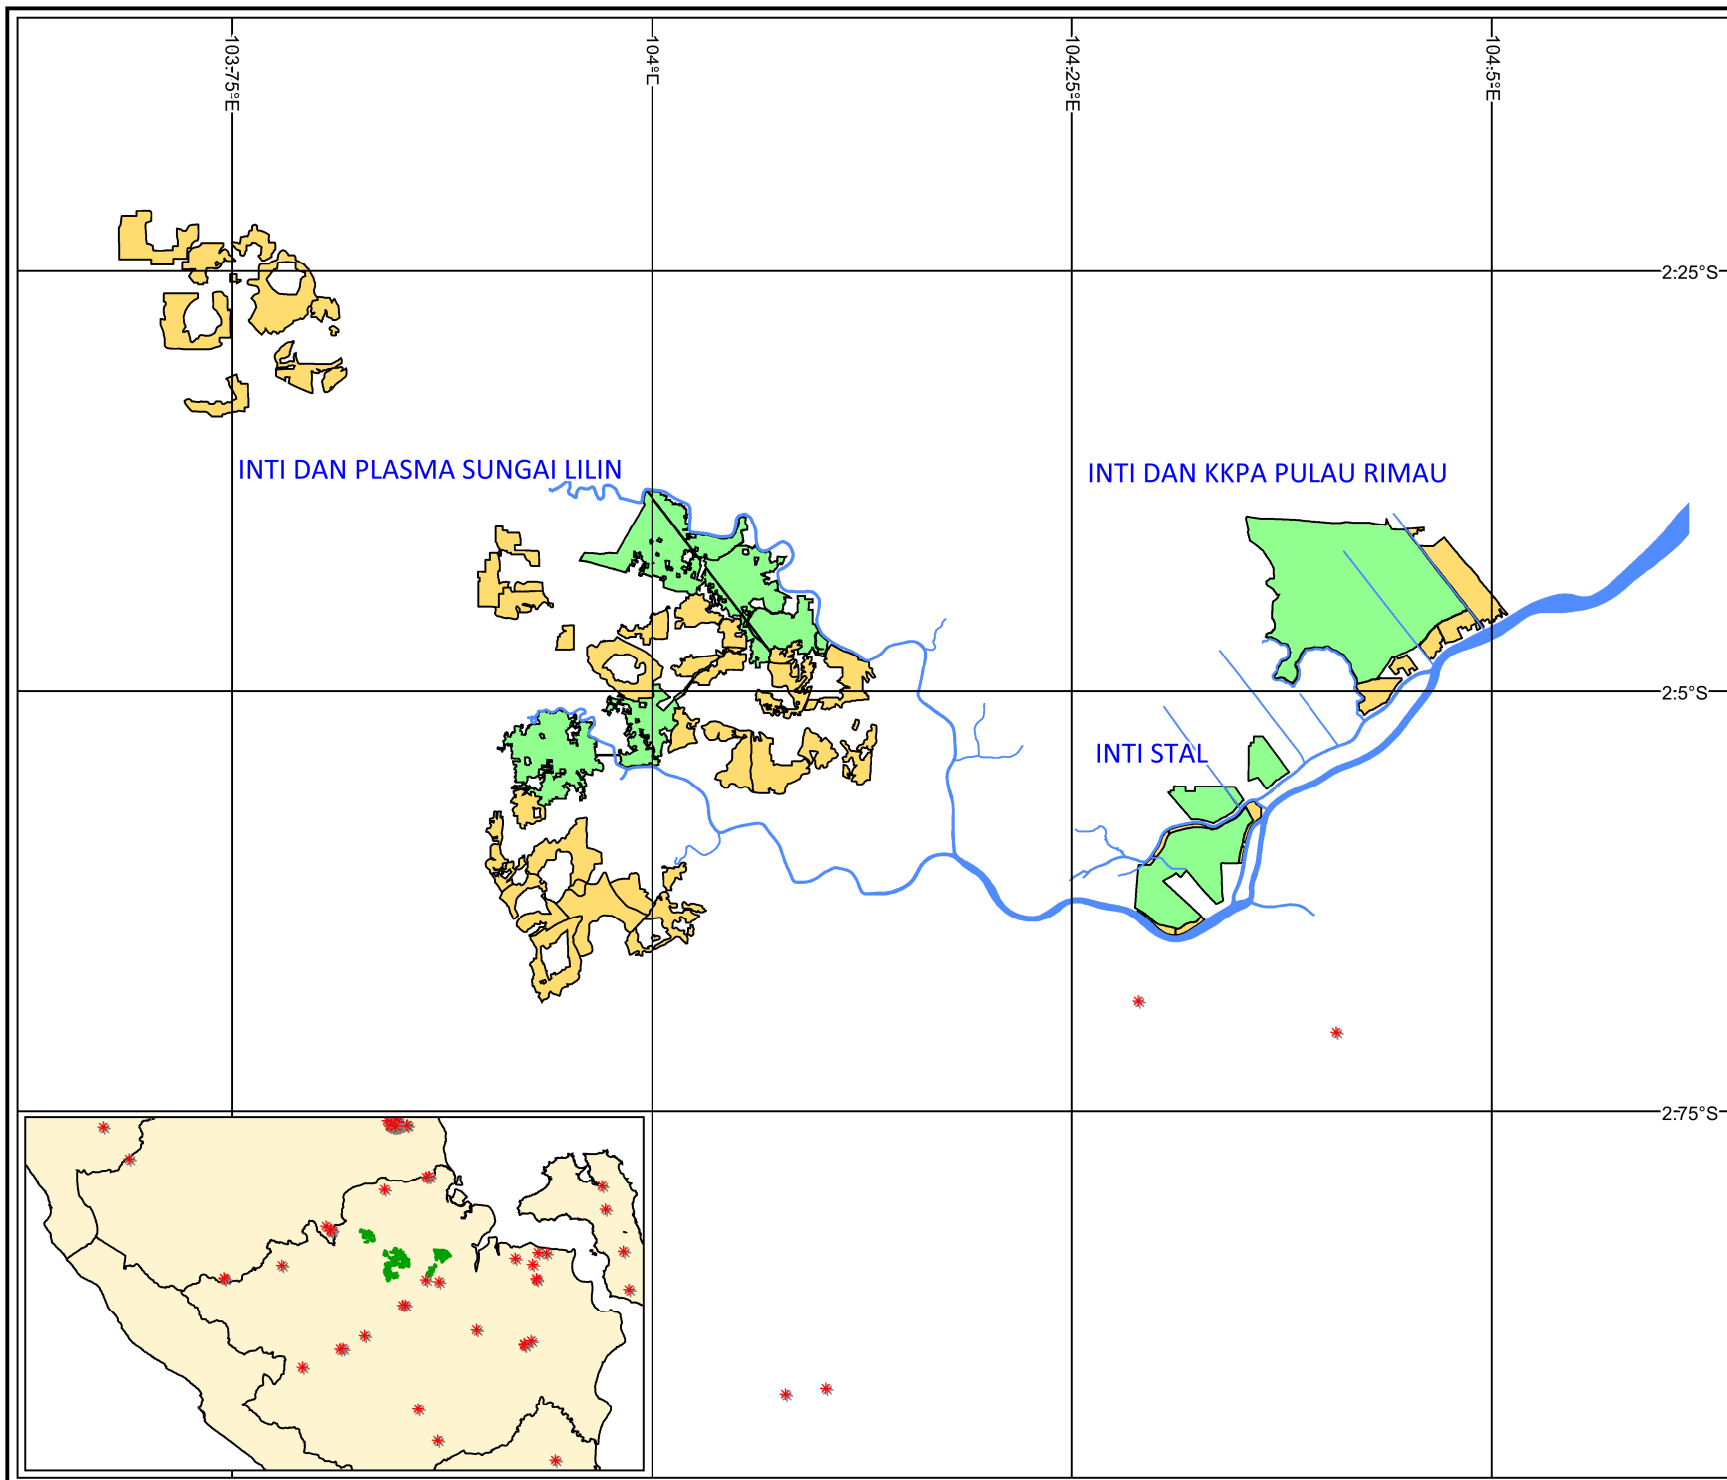 103.75°E
104°E
104.25°E
104.5°E
2.25°S
INTI DAN PLASMA SUNGAI LILIN
INTI DAN KKPA PULAU RIMAU
2.5°S
INTI STAL
2.75°S